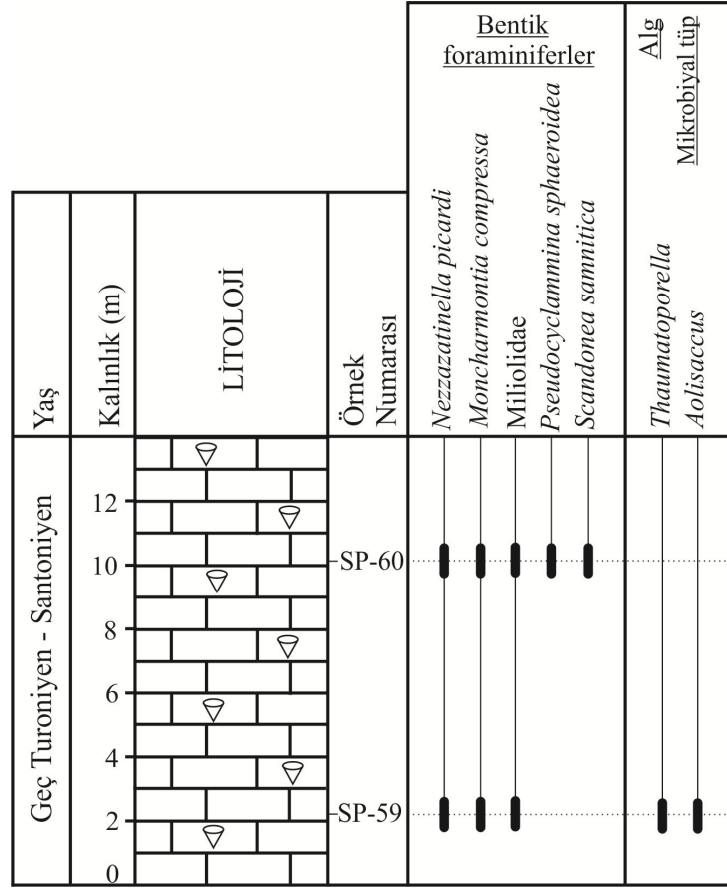 Bentik
foraminiferler
Alg
Mikrobiyal tüp
Yaş
Kalınlık (m)
LİTOLOJİ
Örnek
Numarası
Nezzazatinella picardi
Moncharmontia compressa
Miliolidae
Pseudocyclammina sphaeroidea
Scandonea samnitica
Thaumatoporella
Aolisaccus
Geç Turoniyen - Santoniyen
12
10
8
6
4
2
0
SP-60
SP-59